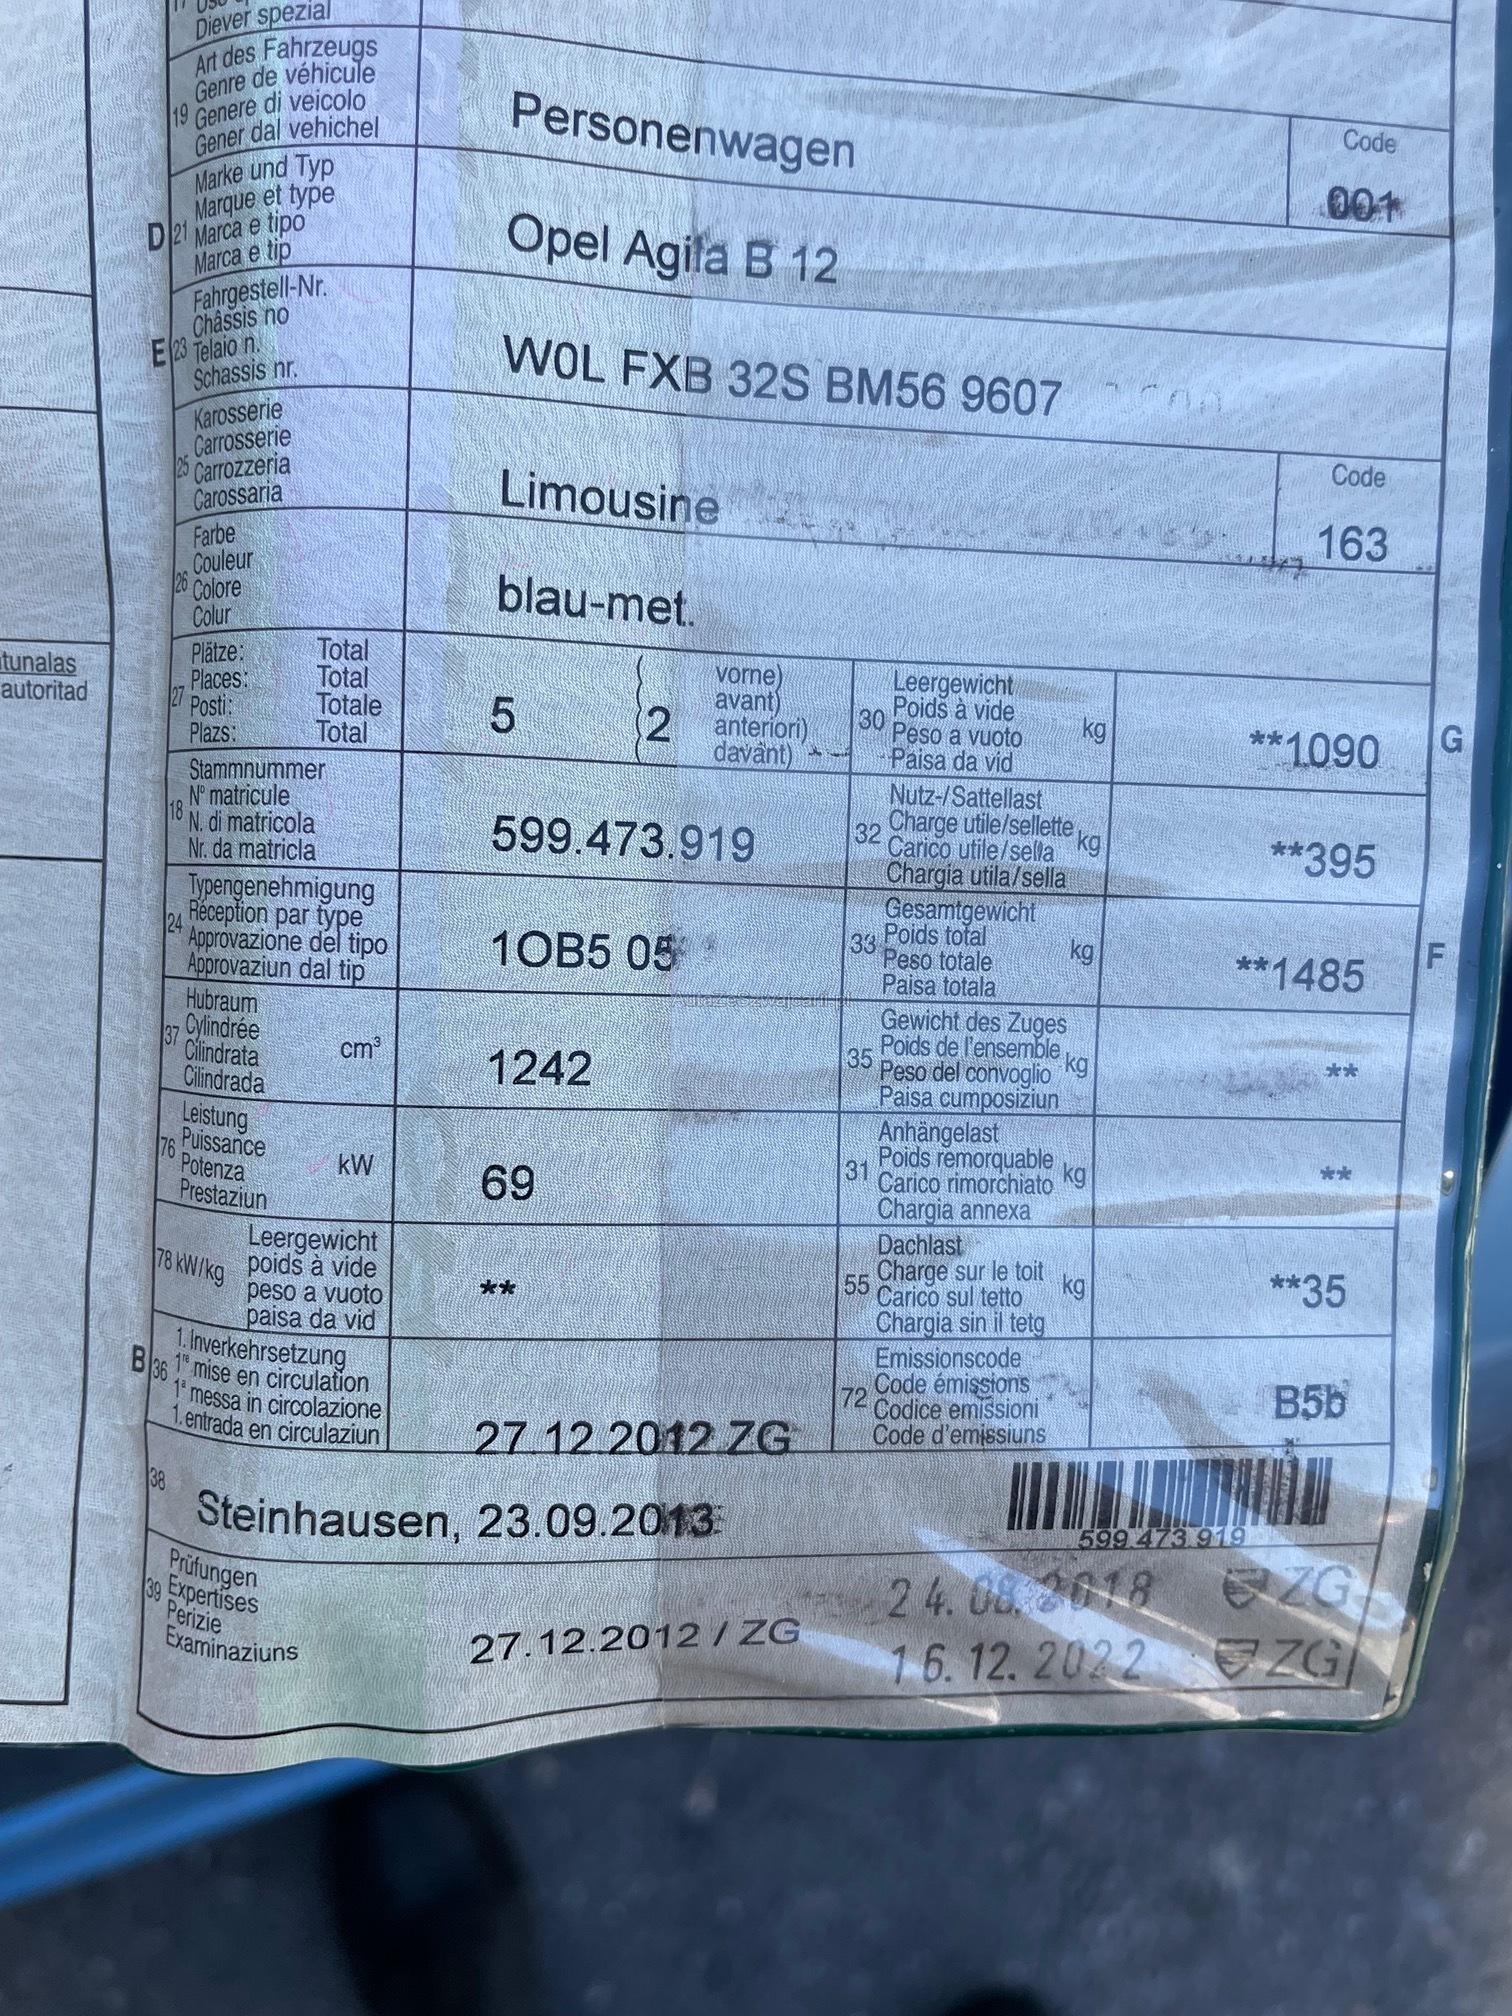 17
Diever spezial
Art des Fahrzeugs
Genre de véhicule
19 Genere di veicolo
Gener dal vehichel
Personenwagen
Code
001
Marke und Typ
Marque et type
D 21 Marca e tipo
Marca e tip
Opel Agila B 12
Fahrgestell-Nr.
Châssis no
E 23 Telaio n.
Schassis nr.
W0L FXB 32S BM56 9607
Karosserie
Carrosserie
25 Carrozzeria
Carossaria
Limousine
Code
163
Farbe
Couleur
26 Colore
Colur
blau-met.
tunalas
autoritad
Plätze: Total
Places: Total
27 Posti: Totale
Plazs: Total
5 (2
vorne)
avant)
anteriori)
davant)
Leergewicht
30 Poids à vide kg
Peso a vuoto
Paisa da vid
**1090 G
Stammnummer
18 N° matricule
N. di matricola
Nr. da matricla
599.473.919
Nutz-/Sattellast
32 Charge utile/sellette kg
Carico utile/sella
Chargia utila/sella
**395
Typengenehmigung
24 Réception par type
Approvazione del tipo
Approvaziun dal tip
1OB5 05
Gesamtgewicht
33 Poids total kg
Peso totale
Paisa totala
**1485 F
Hubraum
37 Cylindrée cm³
Cilindrata
Cilindrada
1242
Gewicht des Zuges
35 Poids de l'ensemble kg
Peso del convoglio
Paisa cumposiziun
**
Leistung
76 Puissance kW
Potenza
Prestaziun
69
Anhängelast
31 Poids remorquable kg
Carico rimorchiato
Chargia annexa
**
Leergewicht
78 kW/kg poids à vide
peso a vuoto
paisa da vid
**
Dachlast
55 Charge sur le toit kg
Carico sul tetto
Chargia sin il tetg
**35
1. Inverkehrsetzung
B 36 1re mise en circulation
1a messa in circolazione
1. entrada en circulaziun
27.12.2012 ZG
Emissionscode
72 Code émissions
Codice emissioni
Code d'emissiuns
B5b
38
Steinhausen, 23.09.2013
599.473.919
Prüfungen
39 Expertises
Perizie
Examinaziuns
27.12.2012 / ZG
24.08.2018 ZG
16.12.2022 ZG